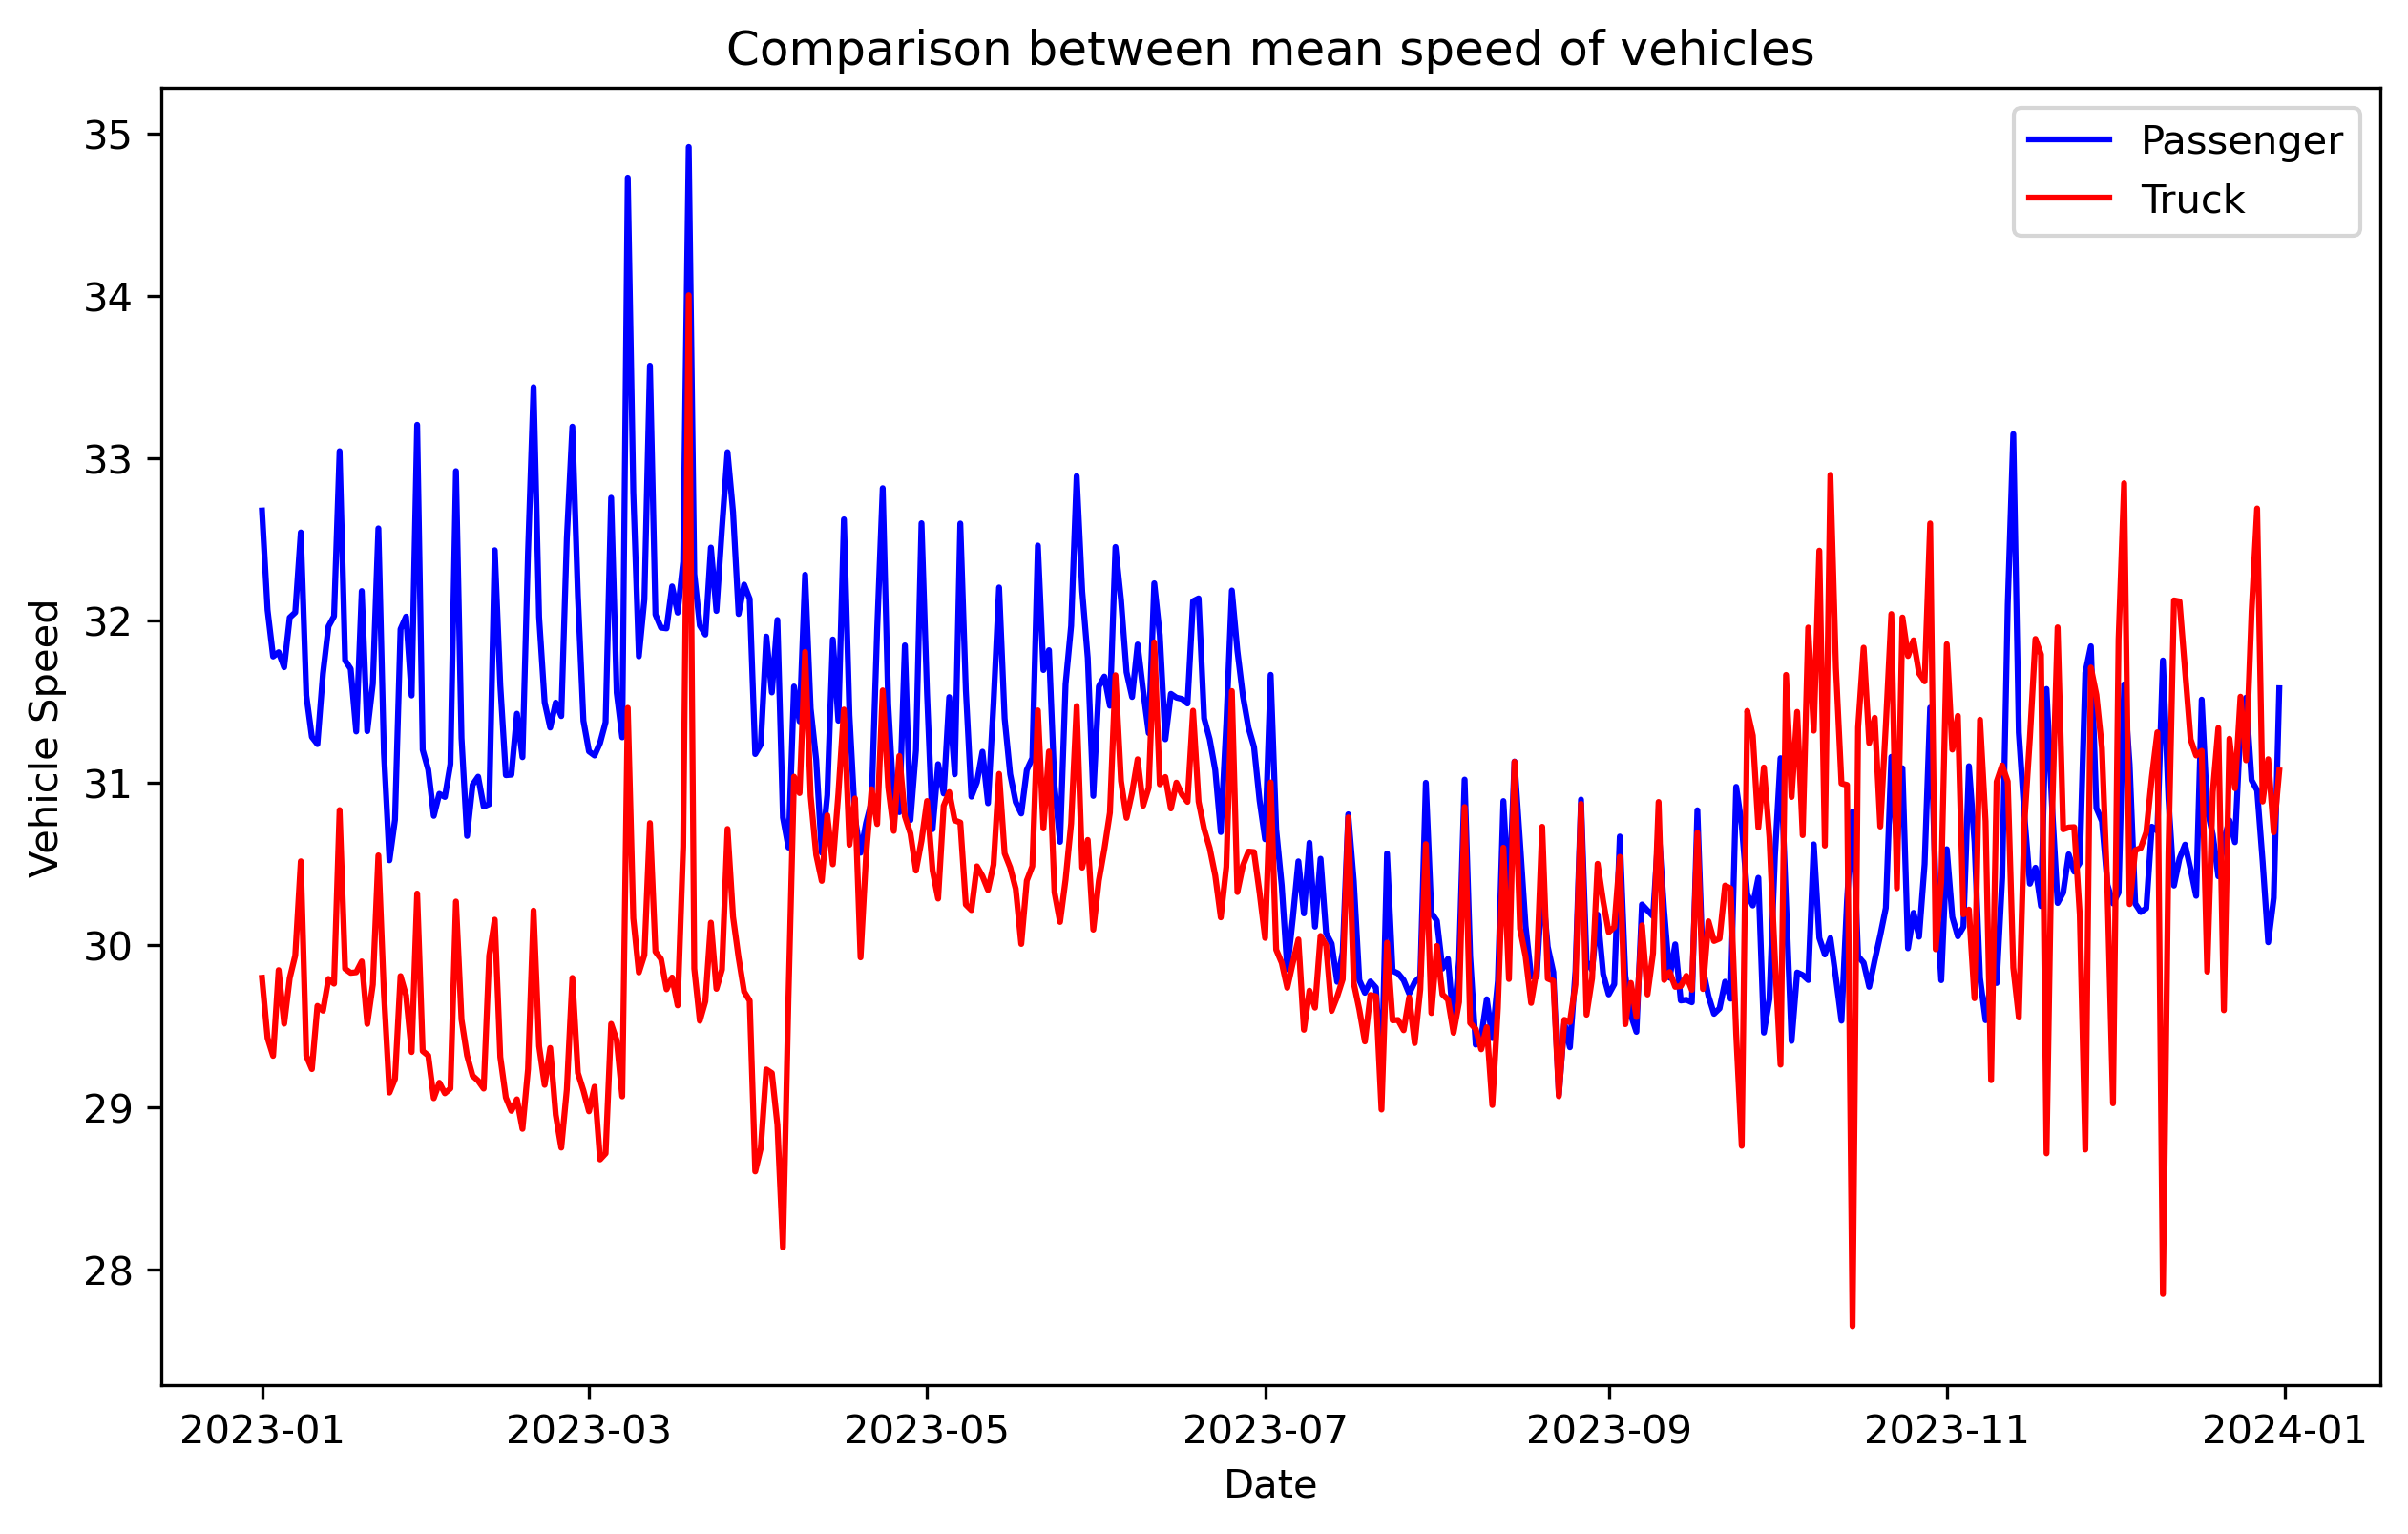 Comparison between mean speed of vehicles
Passenger
Truck
35
34
33
32
31
30
29
28
Vehicle Speed
2023-01 2023-03 2023-05 2023-07 2023-09 2023-11 2024-01
Date